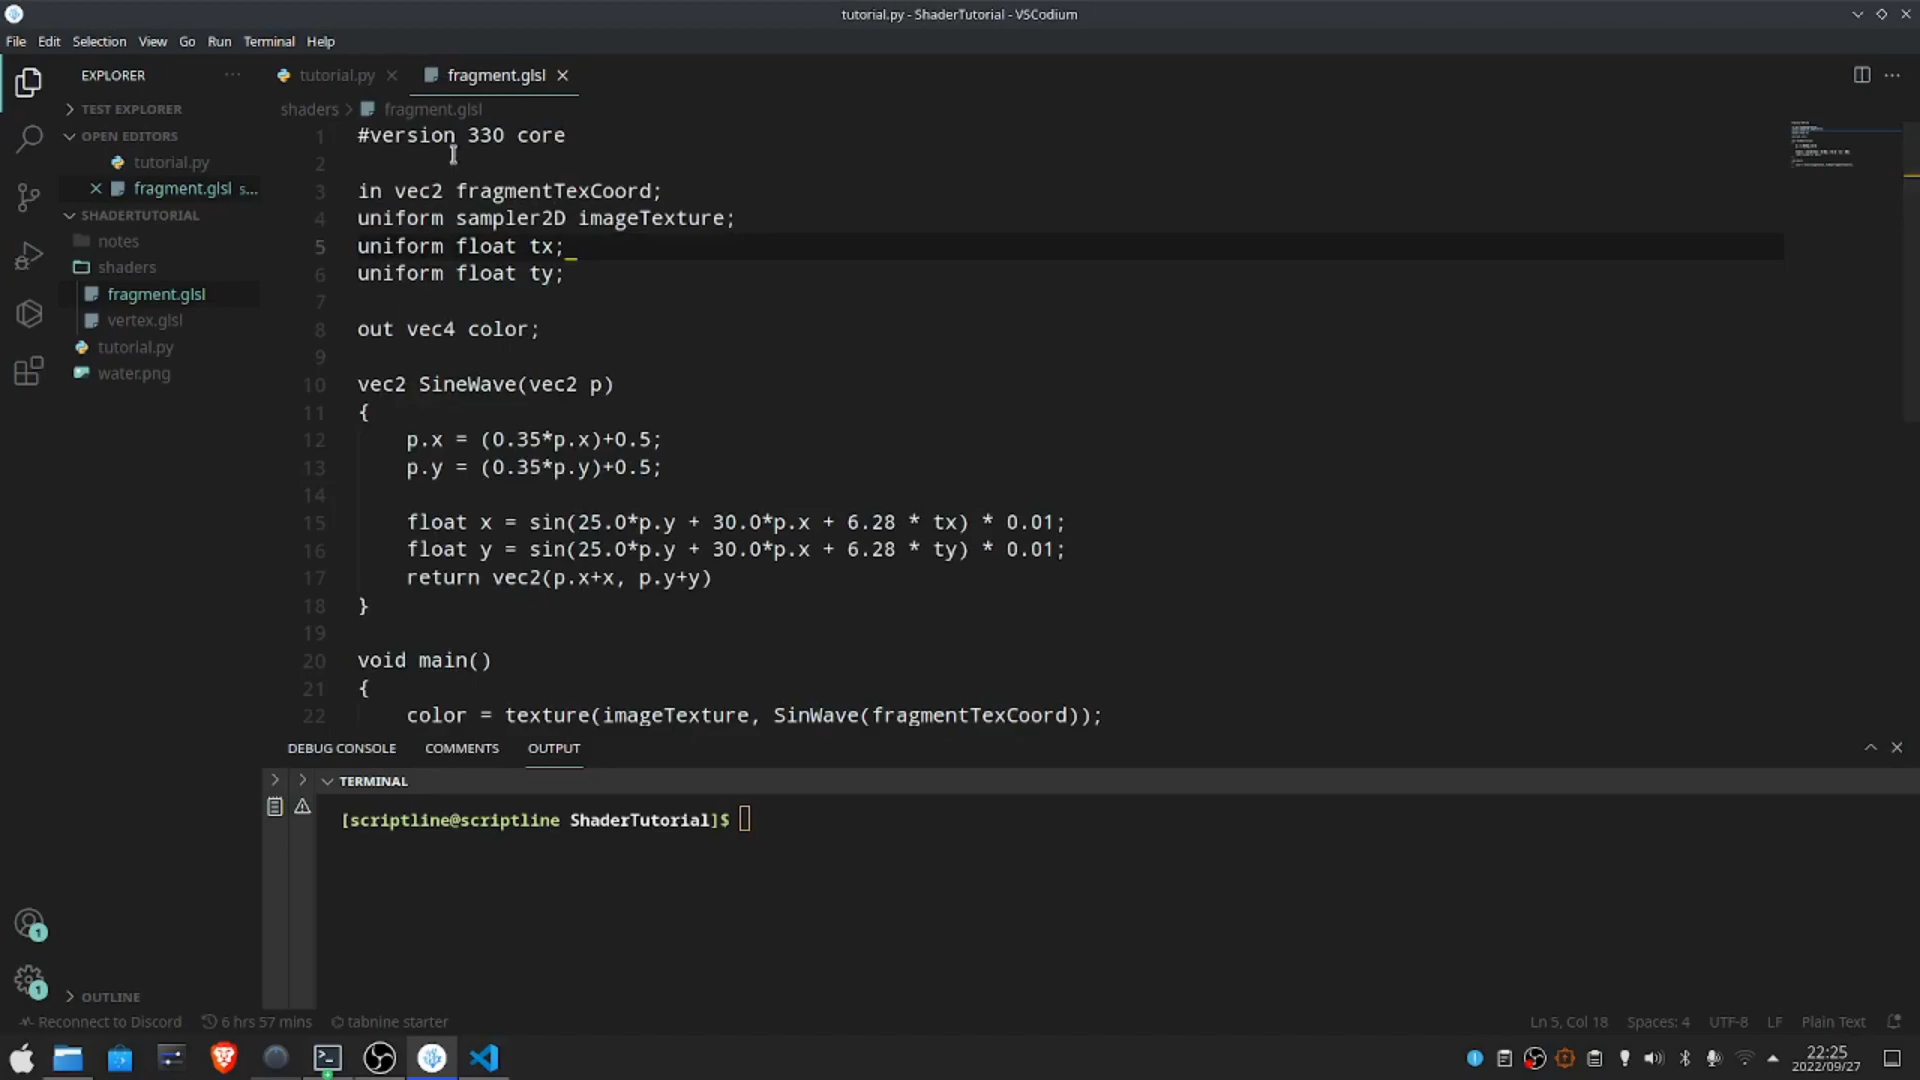 tutorial.py - ShaderTutorial - VSCodium
File Edit Selection View Go Run Terminal Help
EXPLORER
tutorial.py
fragment.glsl
TEST EXPLORER
OPEN EDITORS
tutorial.py
fragment.glsl s...
SHADERTUTORIAL
notes
shaders
fragment.glsl
vertex.glsl
tutorial.py
water.png
shaders > fragment.glsl
1 #version 330 core
2
3 in vec2 fragmentTexCoord;
4 uniform sampler2D imageTexture;
5 uniform float tx;
6 uniform float ty;
7
8 out vec4 color;
9
10 vec2 SineWave(vec2 p)
11 {
12 p.x = (0.35*p.x)+0.5;
13 p.y = (0.35*p.y)+0.5;
14
15 float x = sin(25.0*p.y + 30.0*p.x + 6.28 * tx) * 0.01;
16 float y = sin(25.0*p.y + 30.0*p.x + 6.28 * ty) * 0.01;
17 return vec2(p.x+x, p.y+y)
18 }
19
20 void main()
21 {
22 color = texture(imageTexture, SinWave(fragmentTexCoord));
DEBUG CONSOLE COMMENTS OUTPUT
TERMINAL
[scriptline@scriptline ShaderTutorial]$
1
1
OUTLINE
Reconnect to Discord 6 hrs 57 mins tabnine starter
Ln 5, Col 18 Spaces: 4 UTF-8 LF Plain Text
22:25
2022/09/27